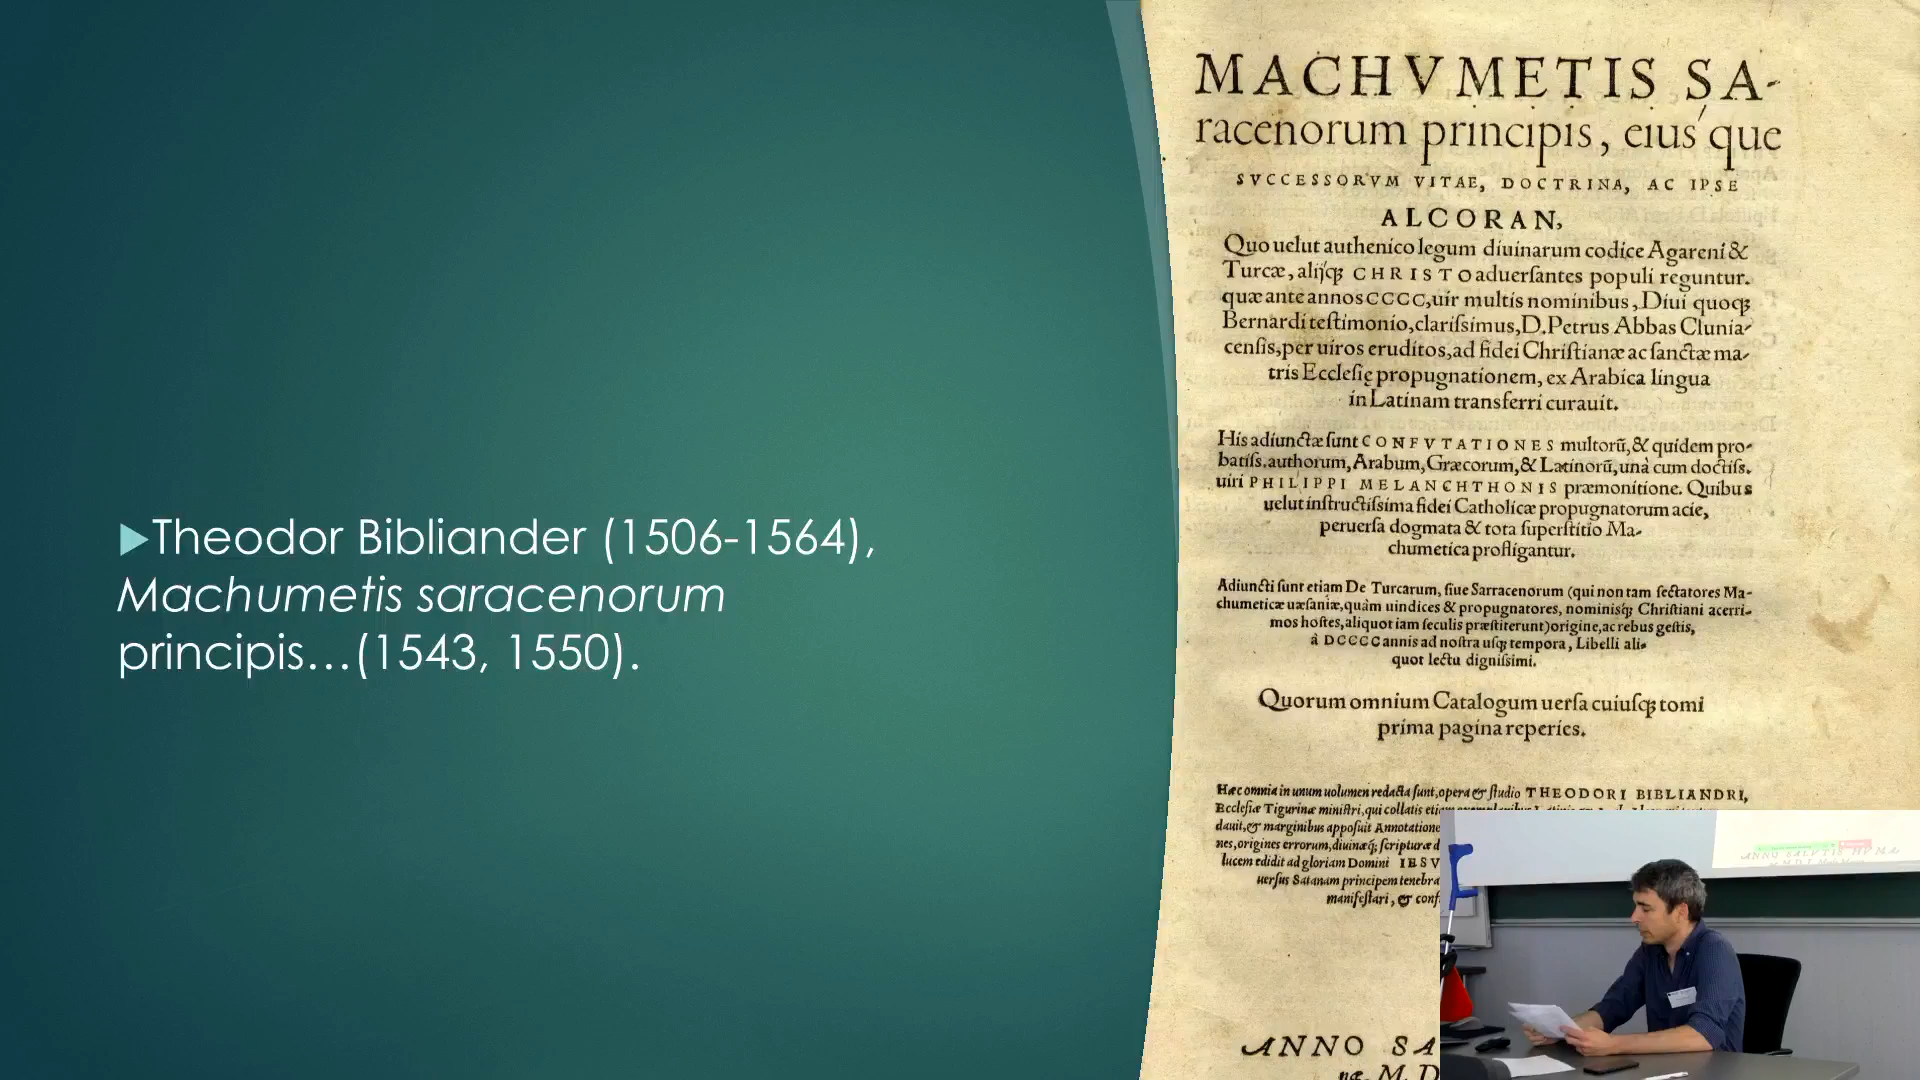 Theodor Bibliander (1506-1564),
Machumetis saracenorum
principis…(1543, 1550).
MACHVMETIS SA-
racenorum principis, eius'que
SVCCESSORVM VITAE, DOCTRINA, AC IPSE
ALCORAN,
Quo uelut authenico legum diuinarum codice Agareni &
Turcæ, alijq́ꝫ CHRISTO aduerſantes populi reguntur.
quæ ante annos CCCC, uir multis nominibus, Diui quoqꝫ
Bernardi teſtimonio, clariſsimus, D. Petrus Abbas Clunia-
cenſis, per uiros eruditos, ad fidei Chriſtianæ ac ſanctæ ma-
tris Eccleſię propugnationem, ex Arabica lingua
in Latinam transferri curauit.
His adiunctæ ſunt CONFVTATIONES multorū, & quidem pro-
batiſs. authorum, Arabum, Græcorum, & Latinorū, unà cum doctiſs.
uiri PHILIPPI MELANCHTHONIS præmonitione. Quibus
uelut inſtructiſsima fidei Catholicæ propugnatorum acie,
peruerſa dogmata & tota ſuperſtitio Ma-
chumetica profligantur.
Adiuncti ſunt etiam De Turcarum, ſiue Sarracenorum (qui non tam ſectatores Ma-
chumeticæ uæſaniæ, quàm uindices & propugnatores, nominisq́ꝫ Chriſtiani acerri-
mos hoſtes, aliquot iam ſeculis præſtiterunt) origine, ac rebus geſtis,
à DCCCC annis ad noſtra uſqꝫ tempora, Libelli ali-
quot lectu digniſsimi.
Quorum omnium Catalogum uerſa cuiuſqꝫ tomi
prima pagina reperies.
Hæc omnia in unum uolumen redacta ſunt, opera & ſtudio THEODORI BIBLIANDRI,
Eccleſiæ Tigurinæ miniſtri, qui collatis
dauit, & marginibus appoſuit Annotatione
nes, origines errorum, diuinæq́ꝫ ſcripturæ d
lucem edidit ad gloriam Domini IESV
uerſus Satanam principem tenebra
manifeſtari, & conf
ANNO SA
M. D